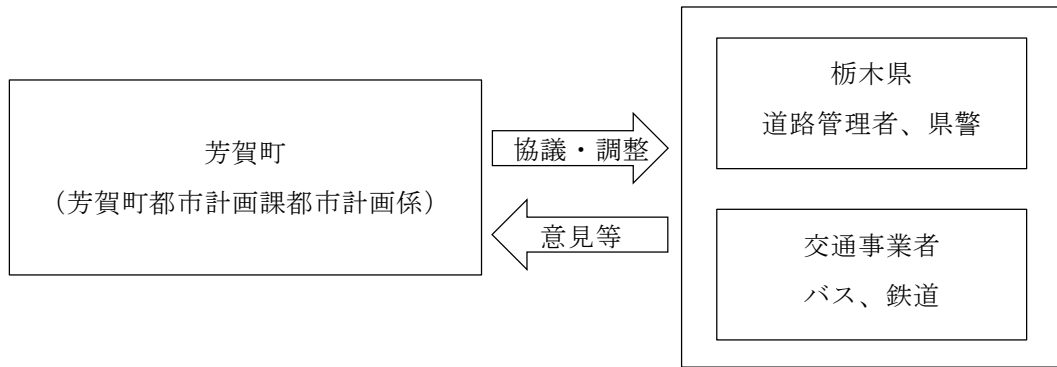 芳賀町
（芳賀町都市計画課都市計画係）
協議・調整
意見等
栃木県
道路管理者、県警
交通事業者
バス、鉄道